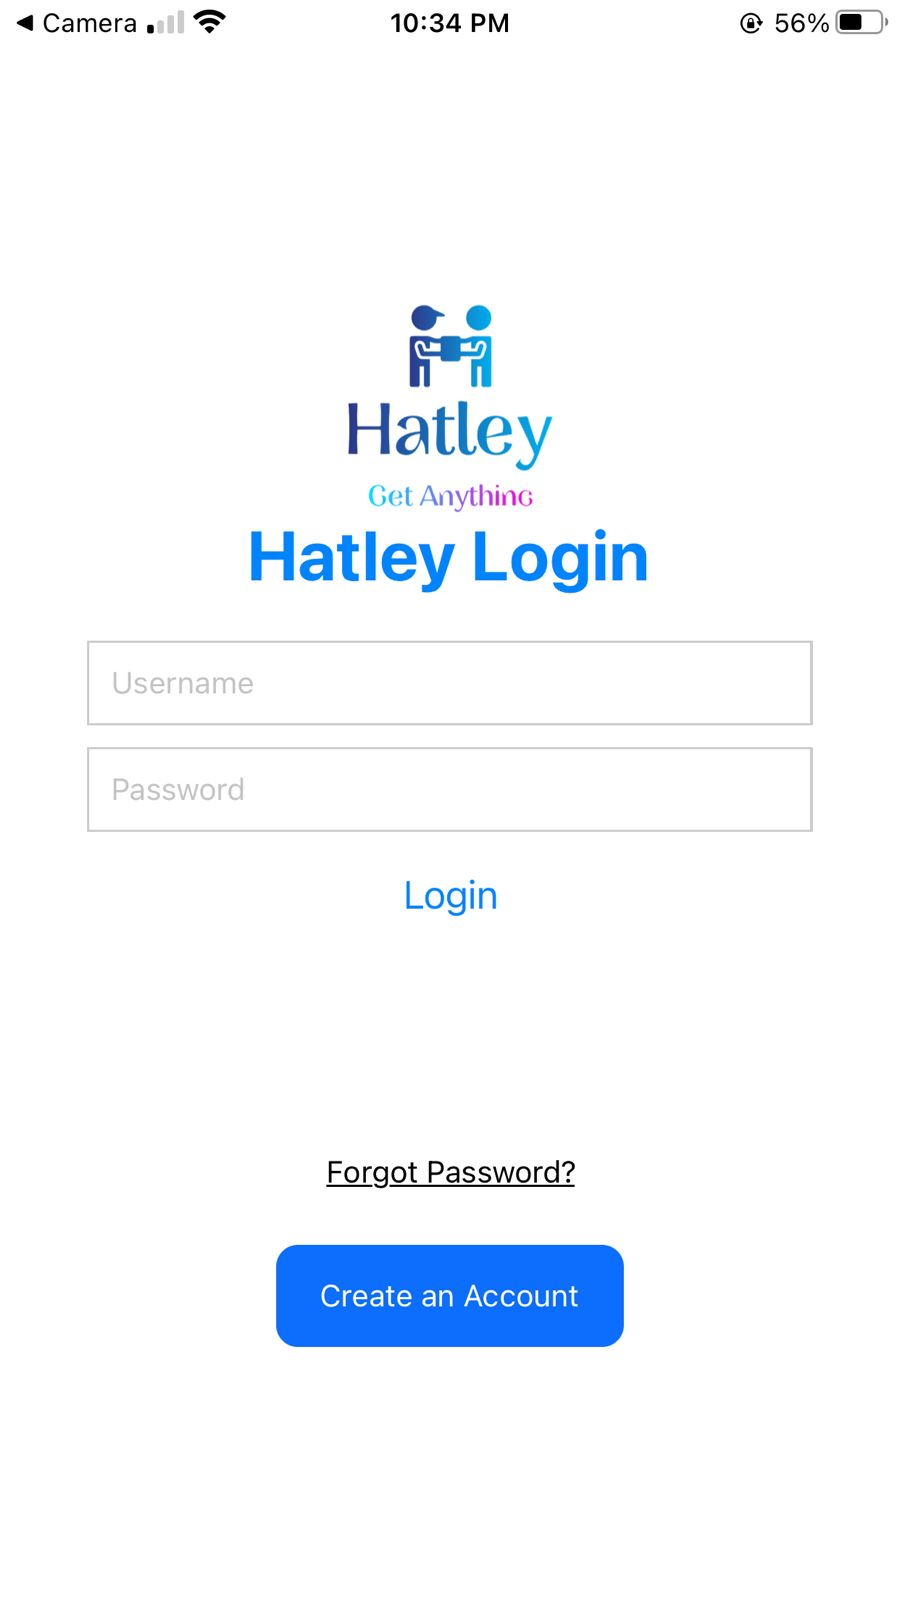 Camera 10:34 PM 56%
Hatley
Get Anything
Hatley Login
Username
Password
Login
Forgot Password?
Create an Account